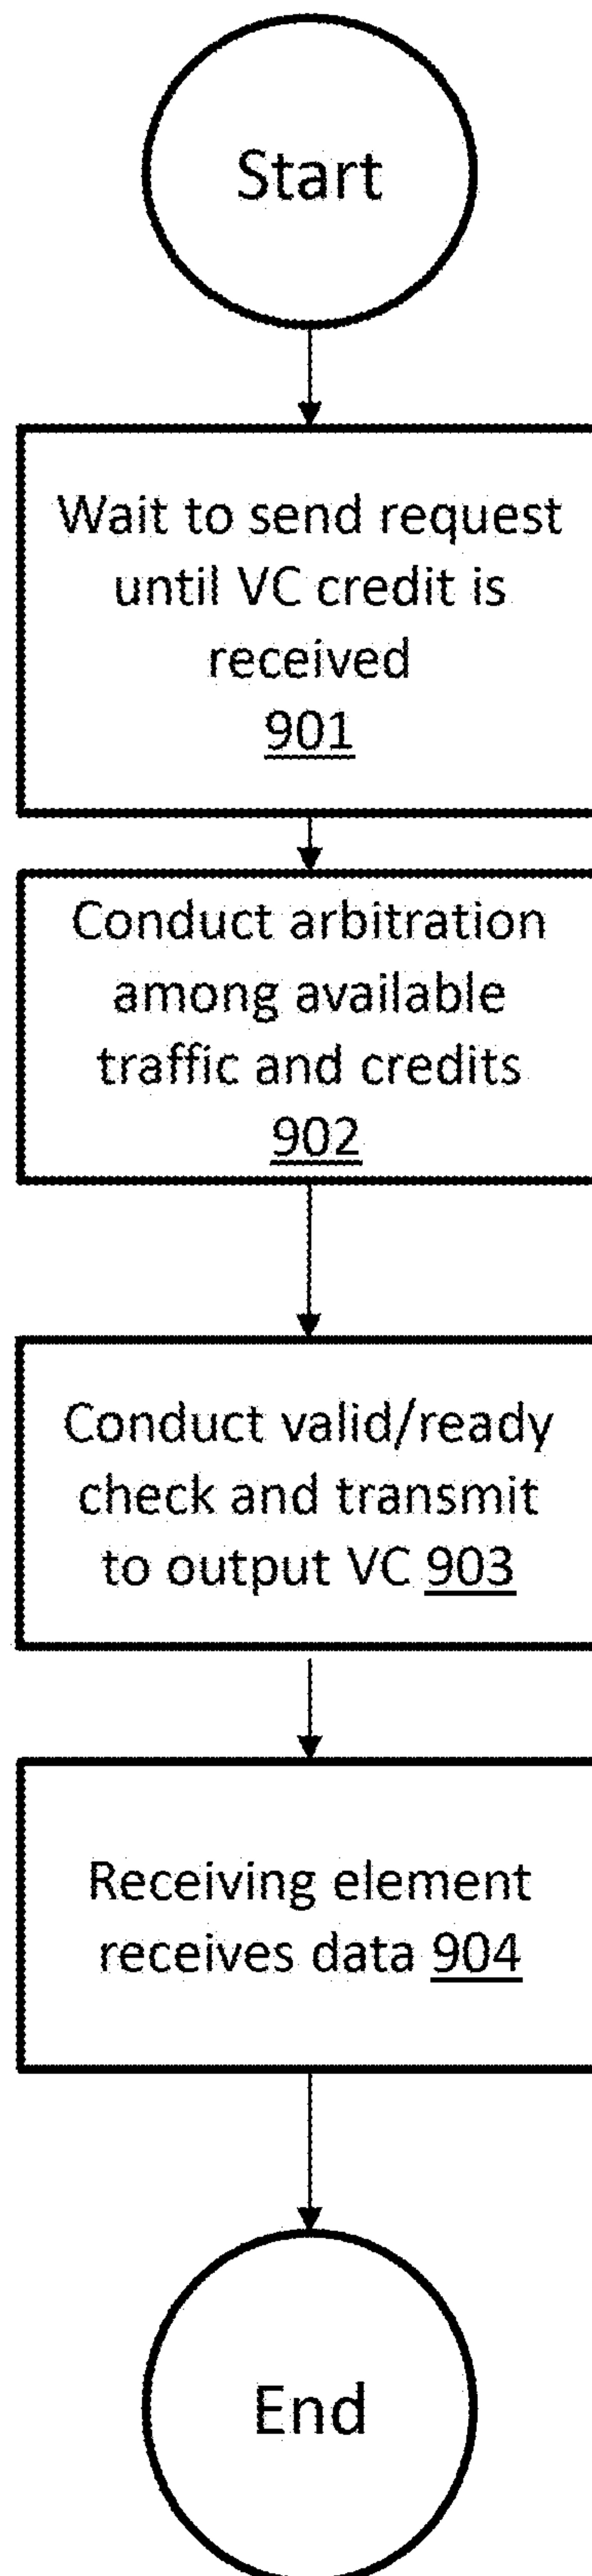 Start
Wait to send request
until VC credit is
received
901
Conduct arbitration
among available
traffic and credits
902
Conduct valid/ready
check and transmit
to output VC 903
Receiving element
receives data 904
End